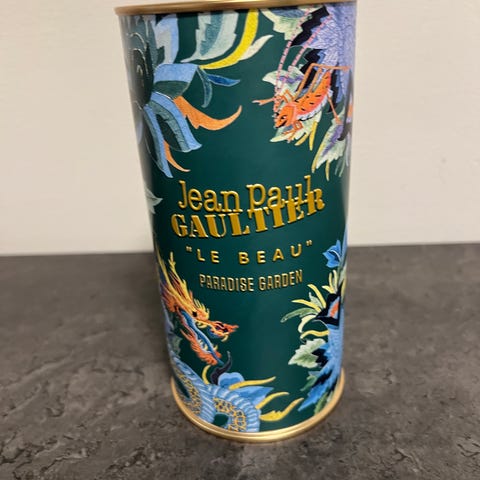 Jean Paul
GAULTIER
"LE BEAU"
PARADISE GARDEN